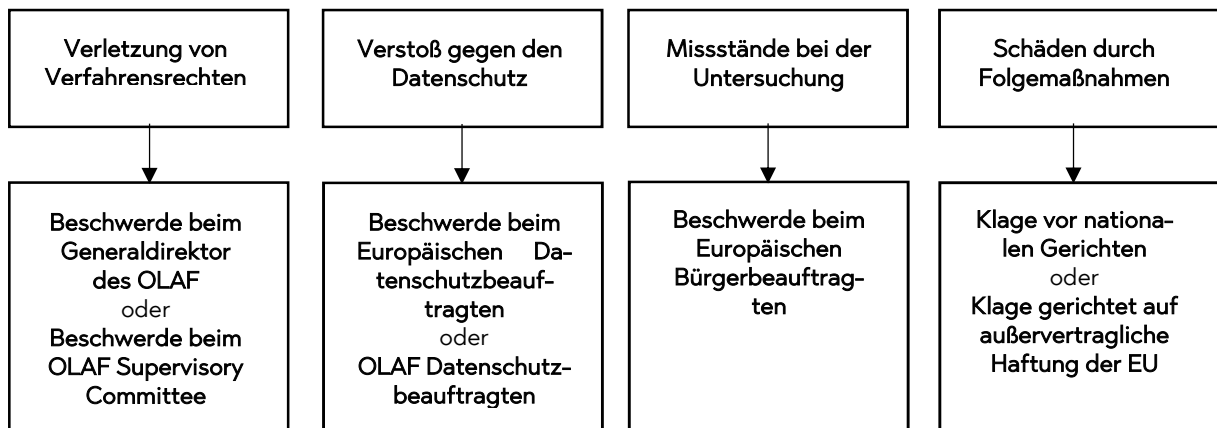 Verletzung von
Verfahrensrechten
Verstoß gegen den
Datenschutz
Missstände bei der
Untersuchung
Schäden durch
Folgemaßnahmen
Beschwerde beim
Generaldirektor
des OLAF
oder
Beschwerde beim
OLAF Supervisory
Committee
Beschwerde beim
Europäischen Da-
tenschutzbeauf-
tragten
oder
OLAF Datenschutz-
beauftragten
Beschwerde beim
Europäischen
Bürgerbeauftrag-
ten
Klage vor nationa-
len Gerichten
oder
Klage gerichtet auf
außervertragliche
Haftung der EU